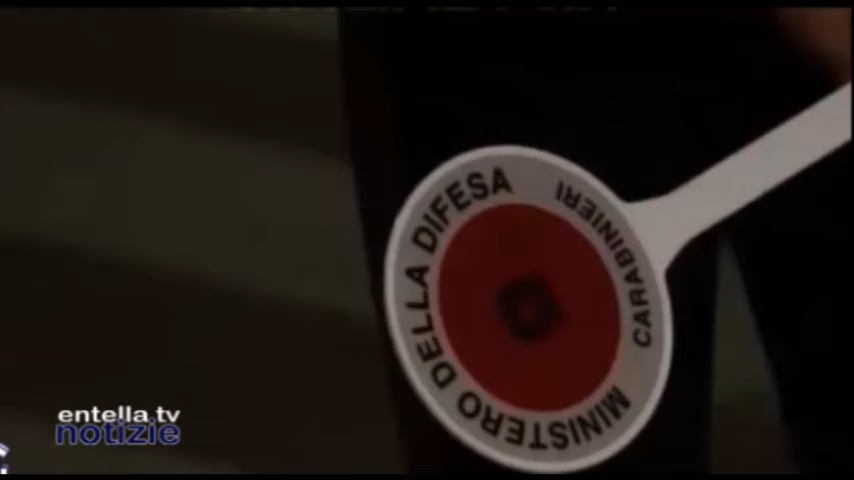 MINISTERO DELLA DIFESA
CARABINIERI
entella.tv
notizie